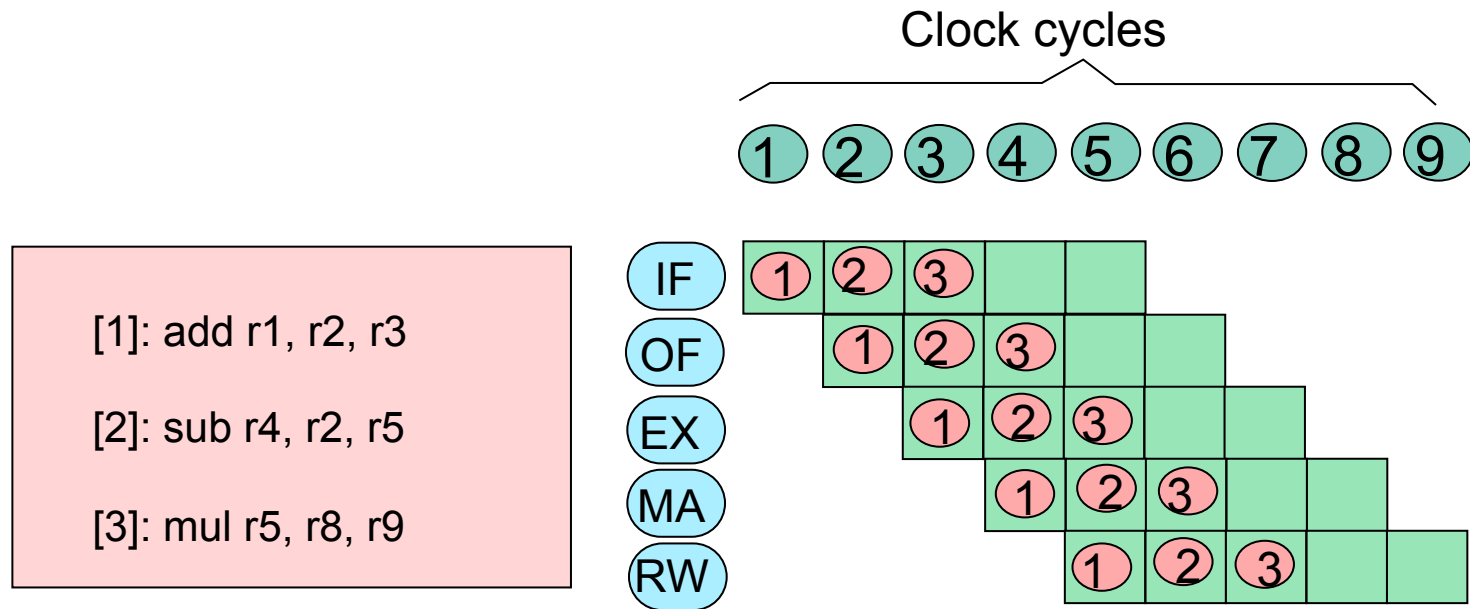 Clock cycles
1 2 3 4 5 6 7 8 9
IF 1 2 3
[1]: add r1, r2, r3
OF 1 2 3
[2]: sub r4, r2, r5
EX 1 2 3
MA 1 2 3
[3]: mul r5, r8, r9
RW 1 2 3